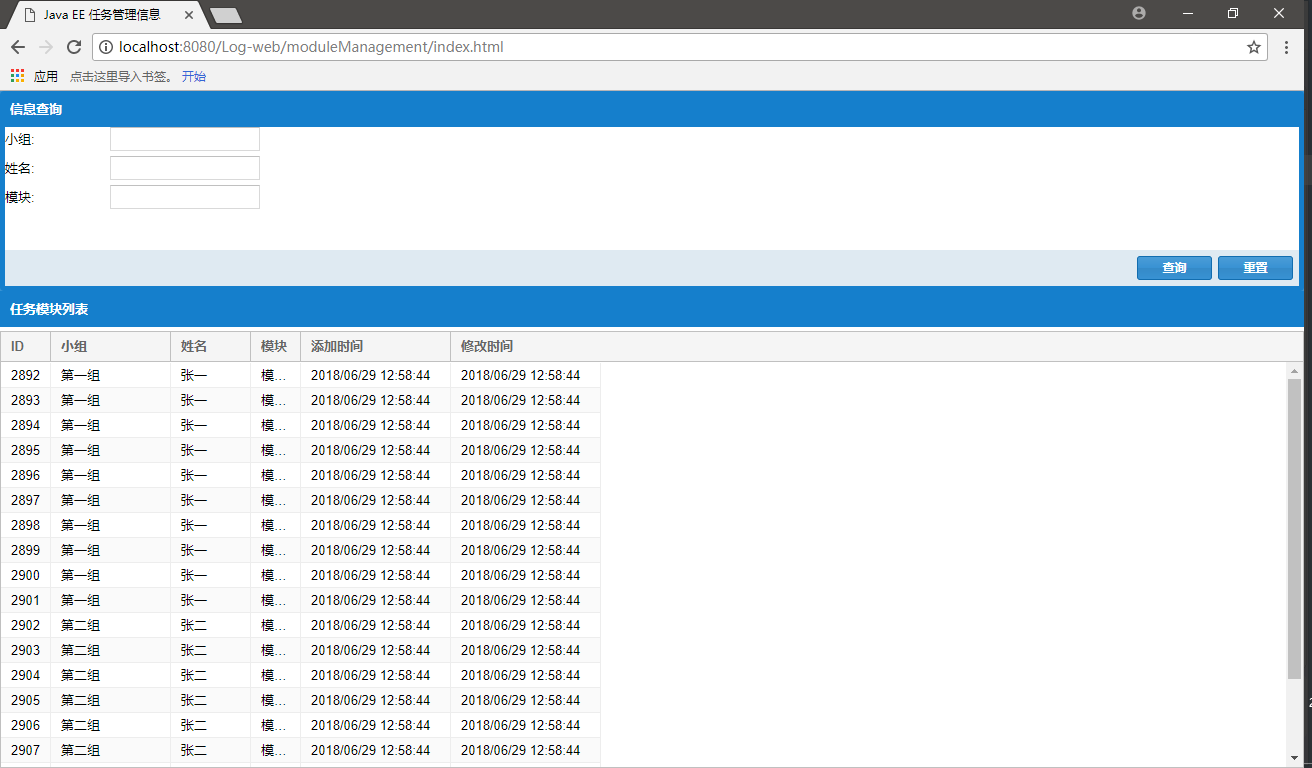 Java EE 任务管理信息
localhost:8080/Log-web/moduleManagement/index.html
应用 点击这里导入书签。 开始
信息查询
小组:
姓名:
模块:
查询 重置
任务模块列表
ID 小组 姓名 模块 添加时间 修改时间
2892 第一组 张一 模... 2018/06/29 12:58:44 2018/06/29 12:58:44
2893 第一组 张一 模... 2018/06/29 12:58:44 2018/06/29 12:58:44
2894 第一组 张一 模... 2018/06/29 12:58:44 2018/06/29 12:58:44
2895 第一组 张一 模... 2018/06/29 12:58:44 2018/06/29 12:58:44
2896 第一组 张一 模... 2018/06/29 12:58:44 2018/06/29 12:58:44
2897 第一组 张一 模... 2018/06/29 12:58:44 2018/06/29 12:58:44
2898 第一组 张一 模... 2018/06/29 12:58:44 2018/06/29 12:58:44
2899 第一组 张一 模... 2018/06/29 12:58:44 2018/06/29 12:58:44
2900 第一组 张一 模... 2018/06/29 12:58:44 2018/06/29 12:58:44
2901 第一组 张一 模... 2018/06/29 12:58:44 2018/06/29 12:58:44
2902 第二组 张二 模... 2018/06/29 12:58:44 2018/06/29 12:58:44
2903 第二组 张二 模... 2018/06/29 12:58:44 2018/06/29 12:58:44
2904 第二组 张二 模... 2018/06/29 12:58:44 2018/06/29 12:58:44
2905 第二组 张二 模... 2018/06/29 12:58:44 2018/06/29 12:58:44
2906 第二组 张二 模... 2018/06/29 12:58:44 2018/06/29 12:58:44
2907 第二组 张二 模... 2018/06/29 12:58:44 2018/06/29 12:58:44